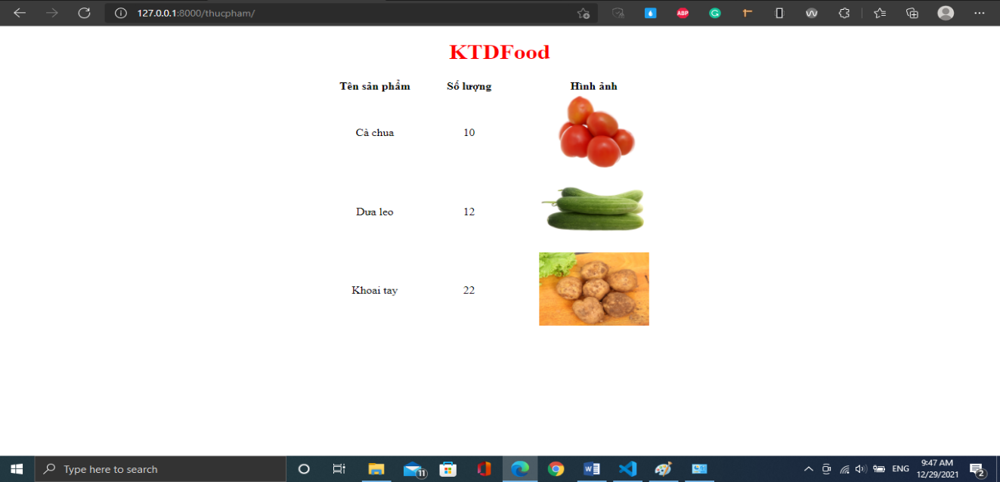 127.0.0.1:8000/thucpham/
ABP
KTDFood
Tên sản phẩm Số lượng Hình ảnh
Cà chua 10
Dưa leo 12
Khoai tay 22
Type here to search
11
ENG
9:47 AM
12/29/2021
2